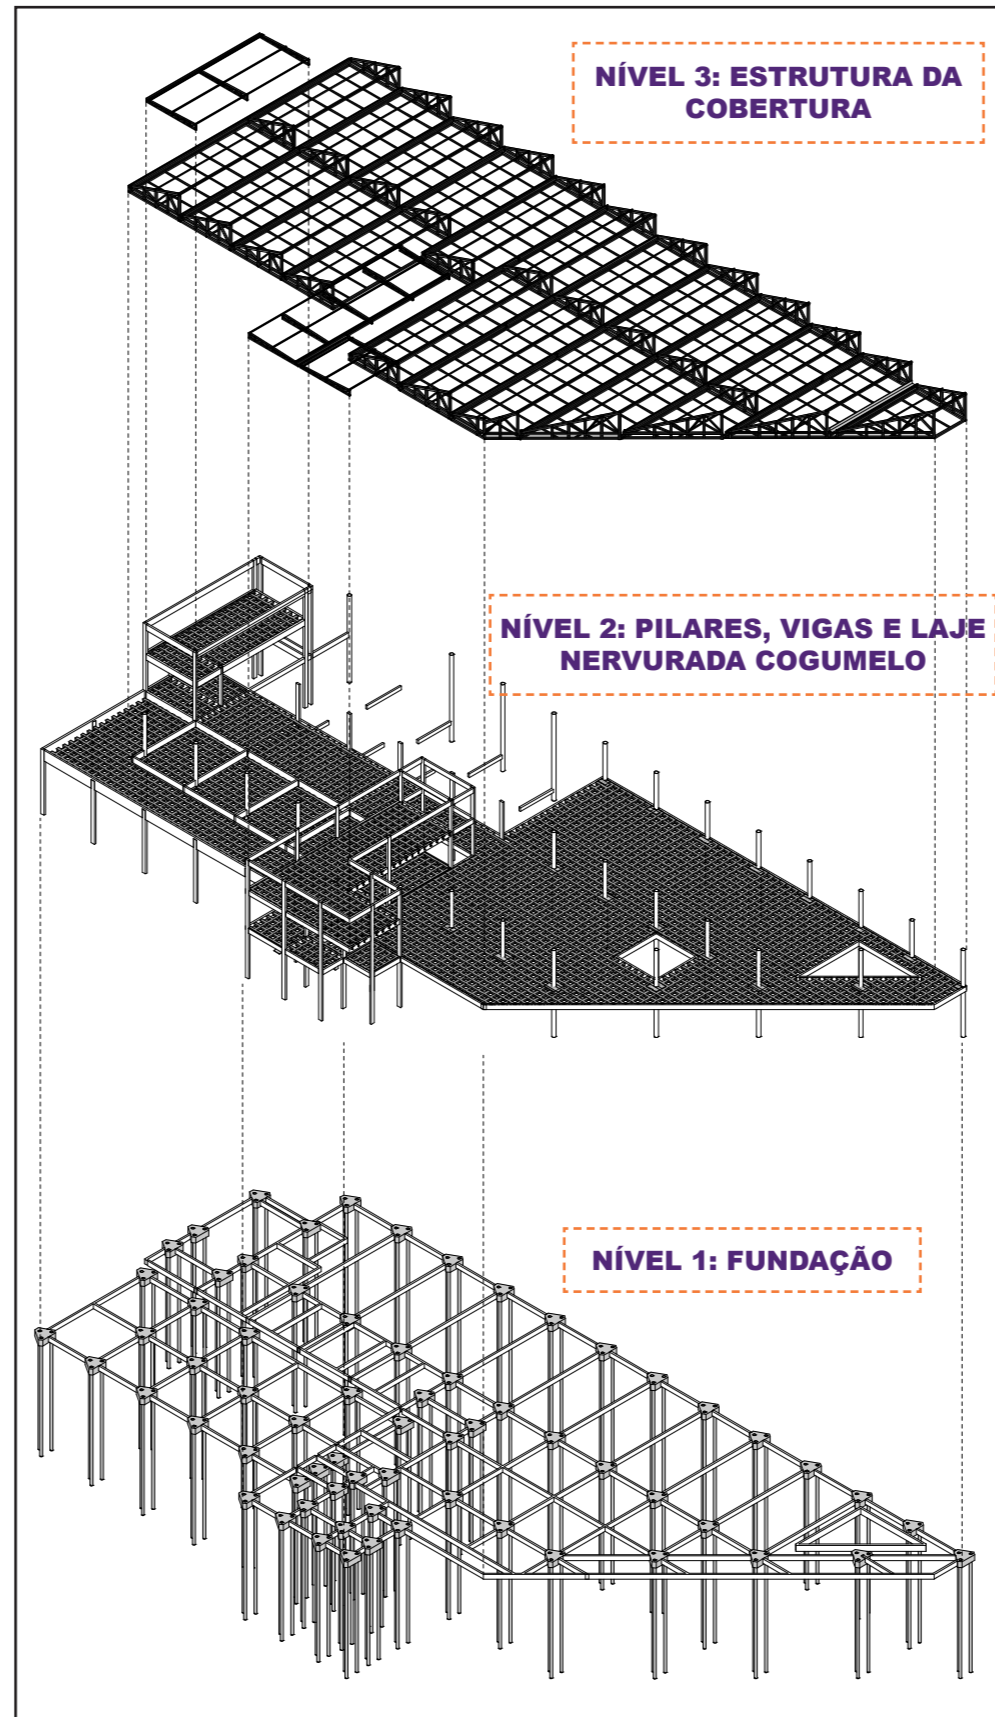 NÍVEL 3: ESTRUTURA DA
COBERTURA
NÍVEL 2: PILARES, VIGAS E LAJE
NERVURADA COGUMELO
NÍVEL 1: FUNDAÇÃO